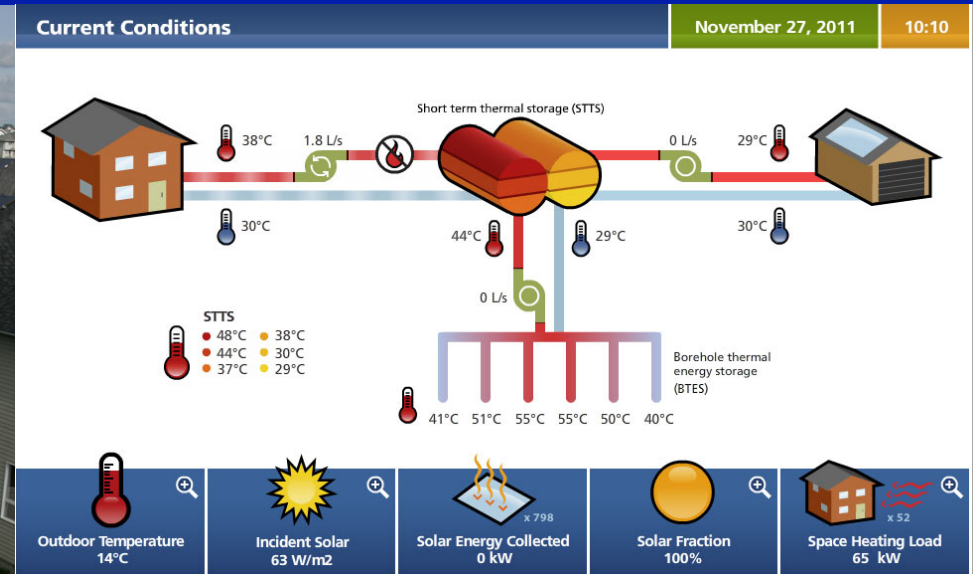 Current Conditions
November 27, 2011
10:10
Short term thermal storage (STTS)
38°C
1.8 L/s
0 L/s
29°C
30°C
30°C
44°C
29°C
0 L/s
STTS
48°C 38°C
44°C 30°C
37°C 29°C
Borehole thermal
energy storage
(BTES)
41°C 51°C 55°C 55°C 50°C 40°C
x 798
x 52
Outdoor Temperature
14°C
Incident Solar
63 W/m2
Solar Energy Collected
0 kW
Solar Fraction
100%
Space Heating Load
65 kW